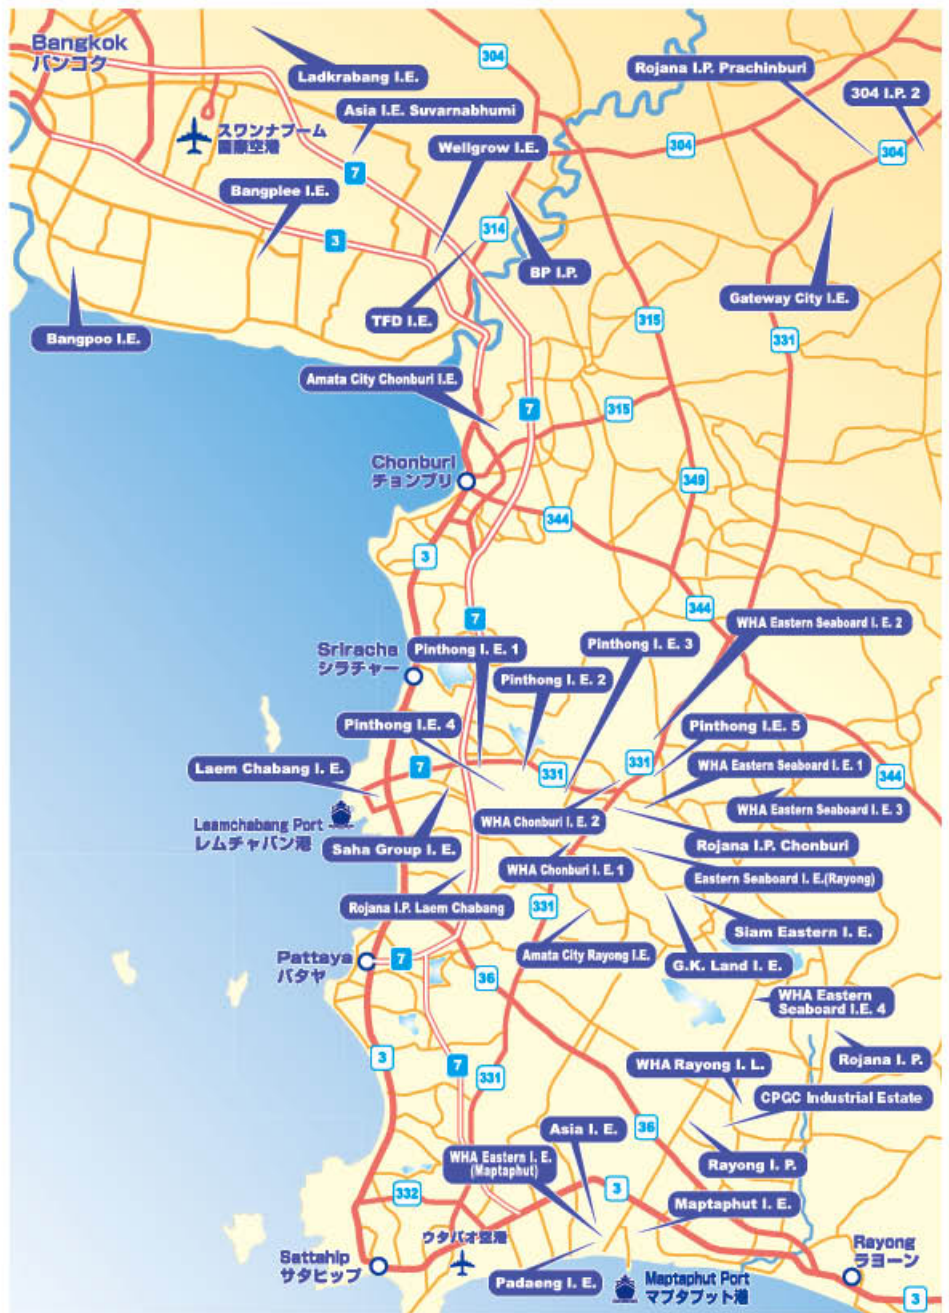 Bangkok
バンコク
304
Ladkrabang I.E.
Rojana I.P. Prachinburi
304 I.P. 2
Asia I.E. Suvarnabhumi
スワンナプーム
国際空港
Wellgrow I.E.
304
304
7
Bangplee I.E.
3
314
BP I.P.
Gateway City I.E.
TFD I.E.
315
331
Bangpoo I.E.
Amata City Chonburi I.E.
7
315
Chonburi
チョンブリ
349
344
3
344
7
WHA Eastern Seaboard I. E. 2
Sriracha
シラチャー
Pinthong I. E. 1
Pinthong I. E. 3
Pinthong I. E. 2
Pinthong I.E. 4
Pinthong I.E. 5
Laem Chabang I. E.
7
331
331
WHA Eastern Seaboard I. E. 1
344
WHA Eastern Seaboard I. E. 3
Laamchabang Port
レムチャバン港
WHA Chonburi I. E. 2
Saha Group I. E.
Rojana I.P. Chonburi
WHA Chonburi I. E. 1
Eastern Seaboard I. E.(Rayong)
Rojana I.P. Laem Chabang
331
Siam Eastern I. E.
Amata City Rayong I.E.
G.K. Land I. E.
Pattaya
パタヤ
7
36
WHA Eastern
Seaboard I.E. 4
3
Rojana I. P.
7
331
WHA Rayong I. L.
CPGC Industrial Estate
Asia I. E.
36
WHA Eastern I. E.
(Maptaphut)
Rayong I. P.
332
3
Maptaphut I. E.
ウタパオ空港
Sattahip
サタヒップ
Rayong
ラヨーン
Padaeng I. E.
Maptaphut Port
マプタプット港
3